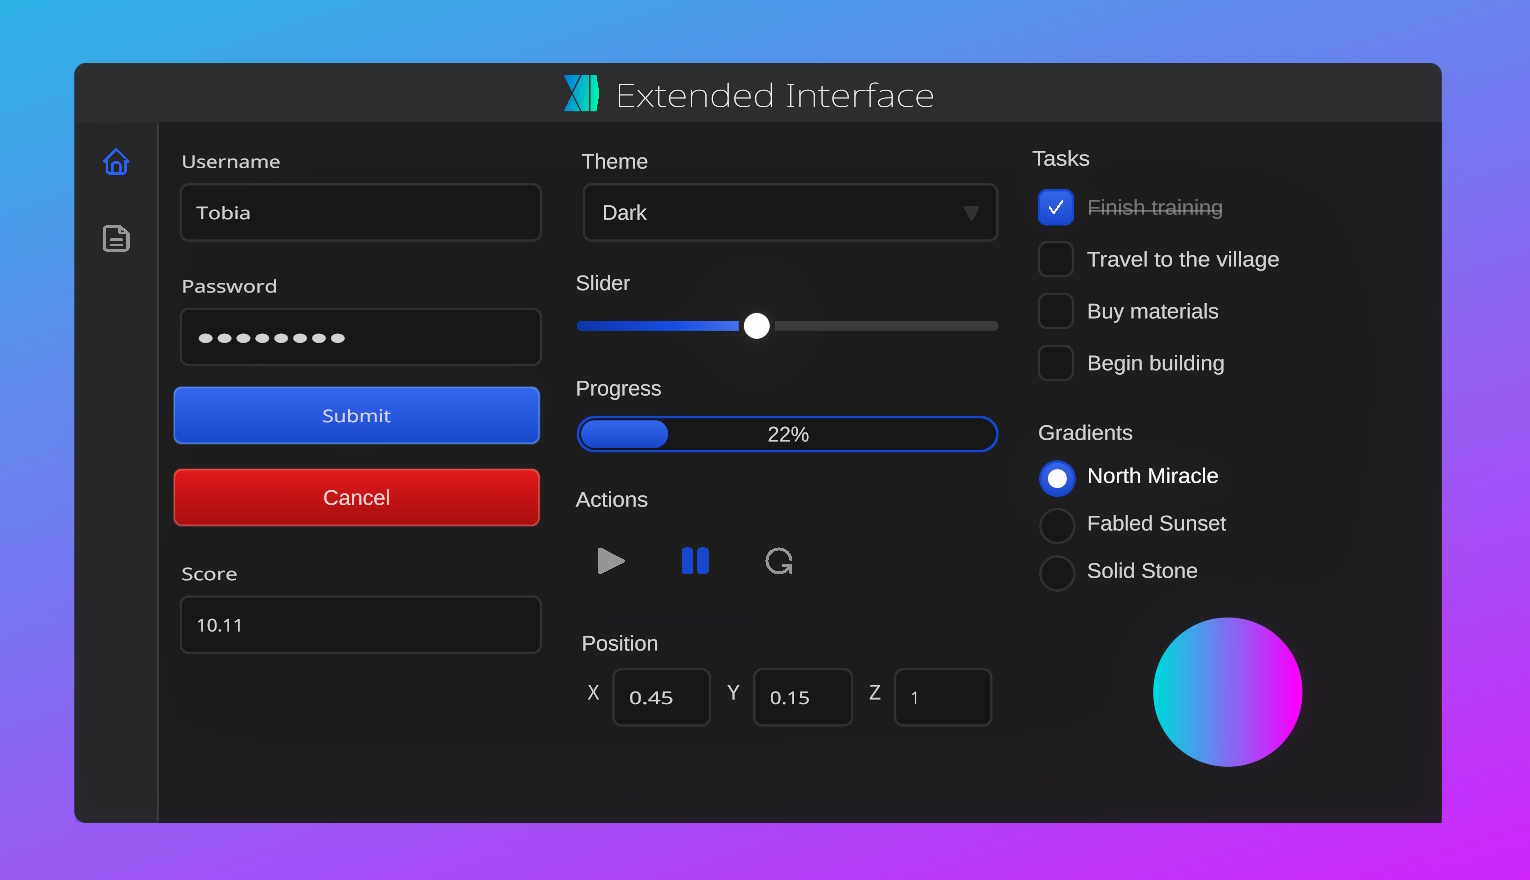 XI Extended Interface
Username
Tobia
Password
Submit
Cancel
Score
10.11
Theme
Dark
Slider
Progress
22%
Actions
Position
X 0.45 Y 0.15 Z 1
Tasks
Finish training
Travel to the village
Buy materials
Begin building
Gradients
North Miracle
Fabled Sunset
Solid Stone